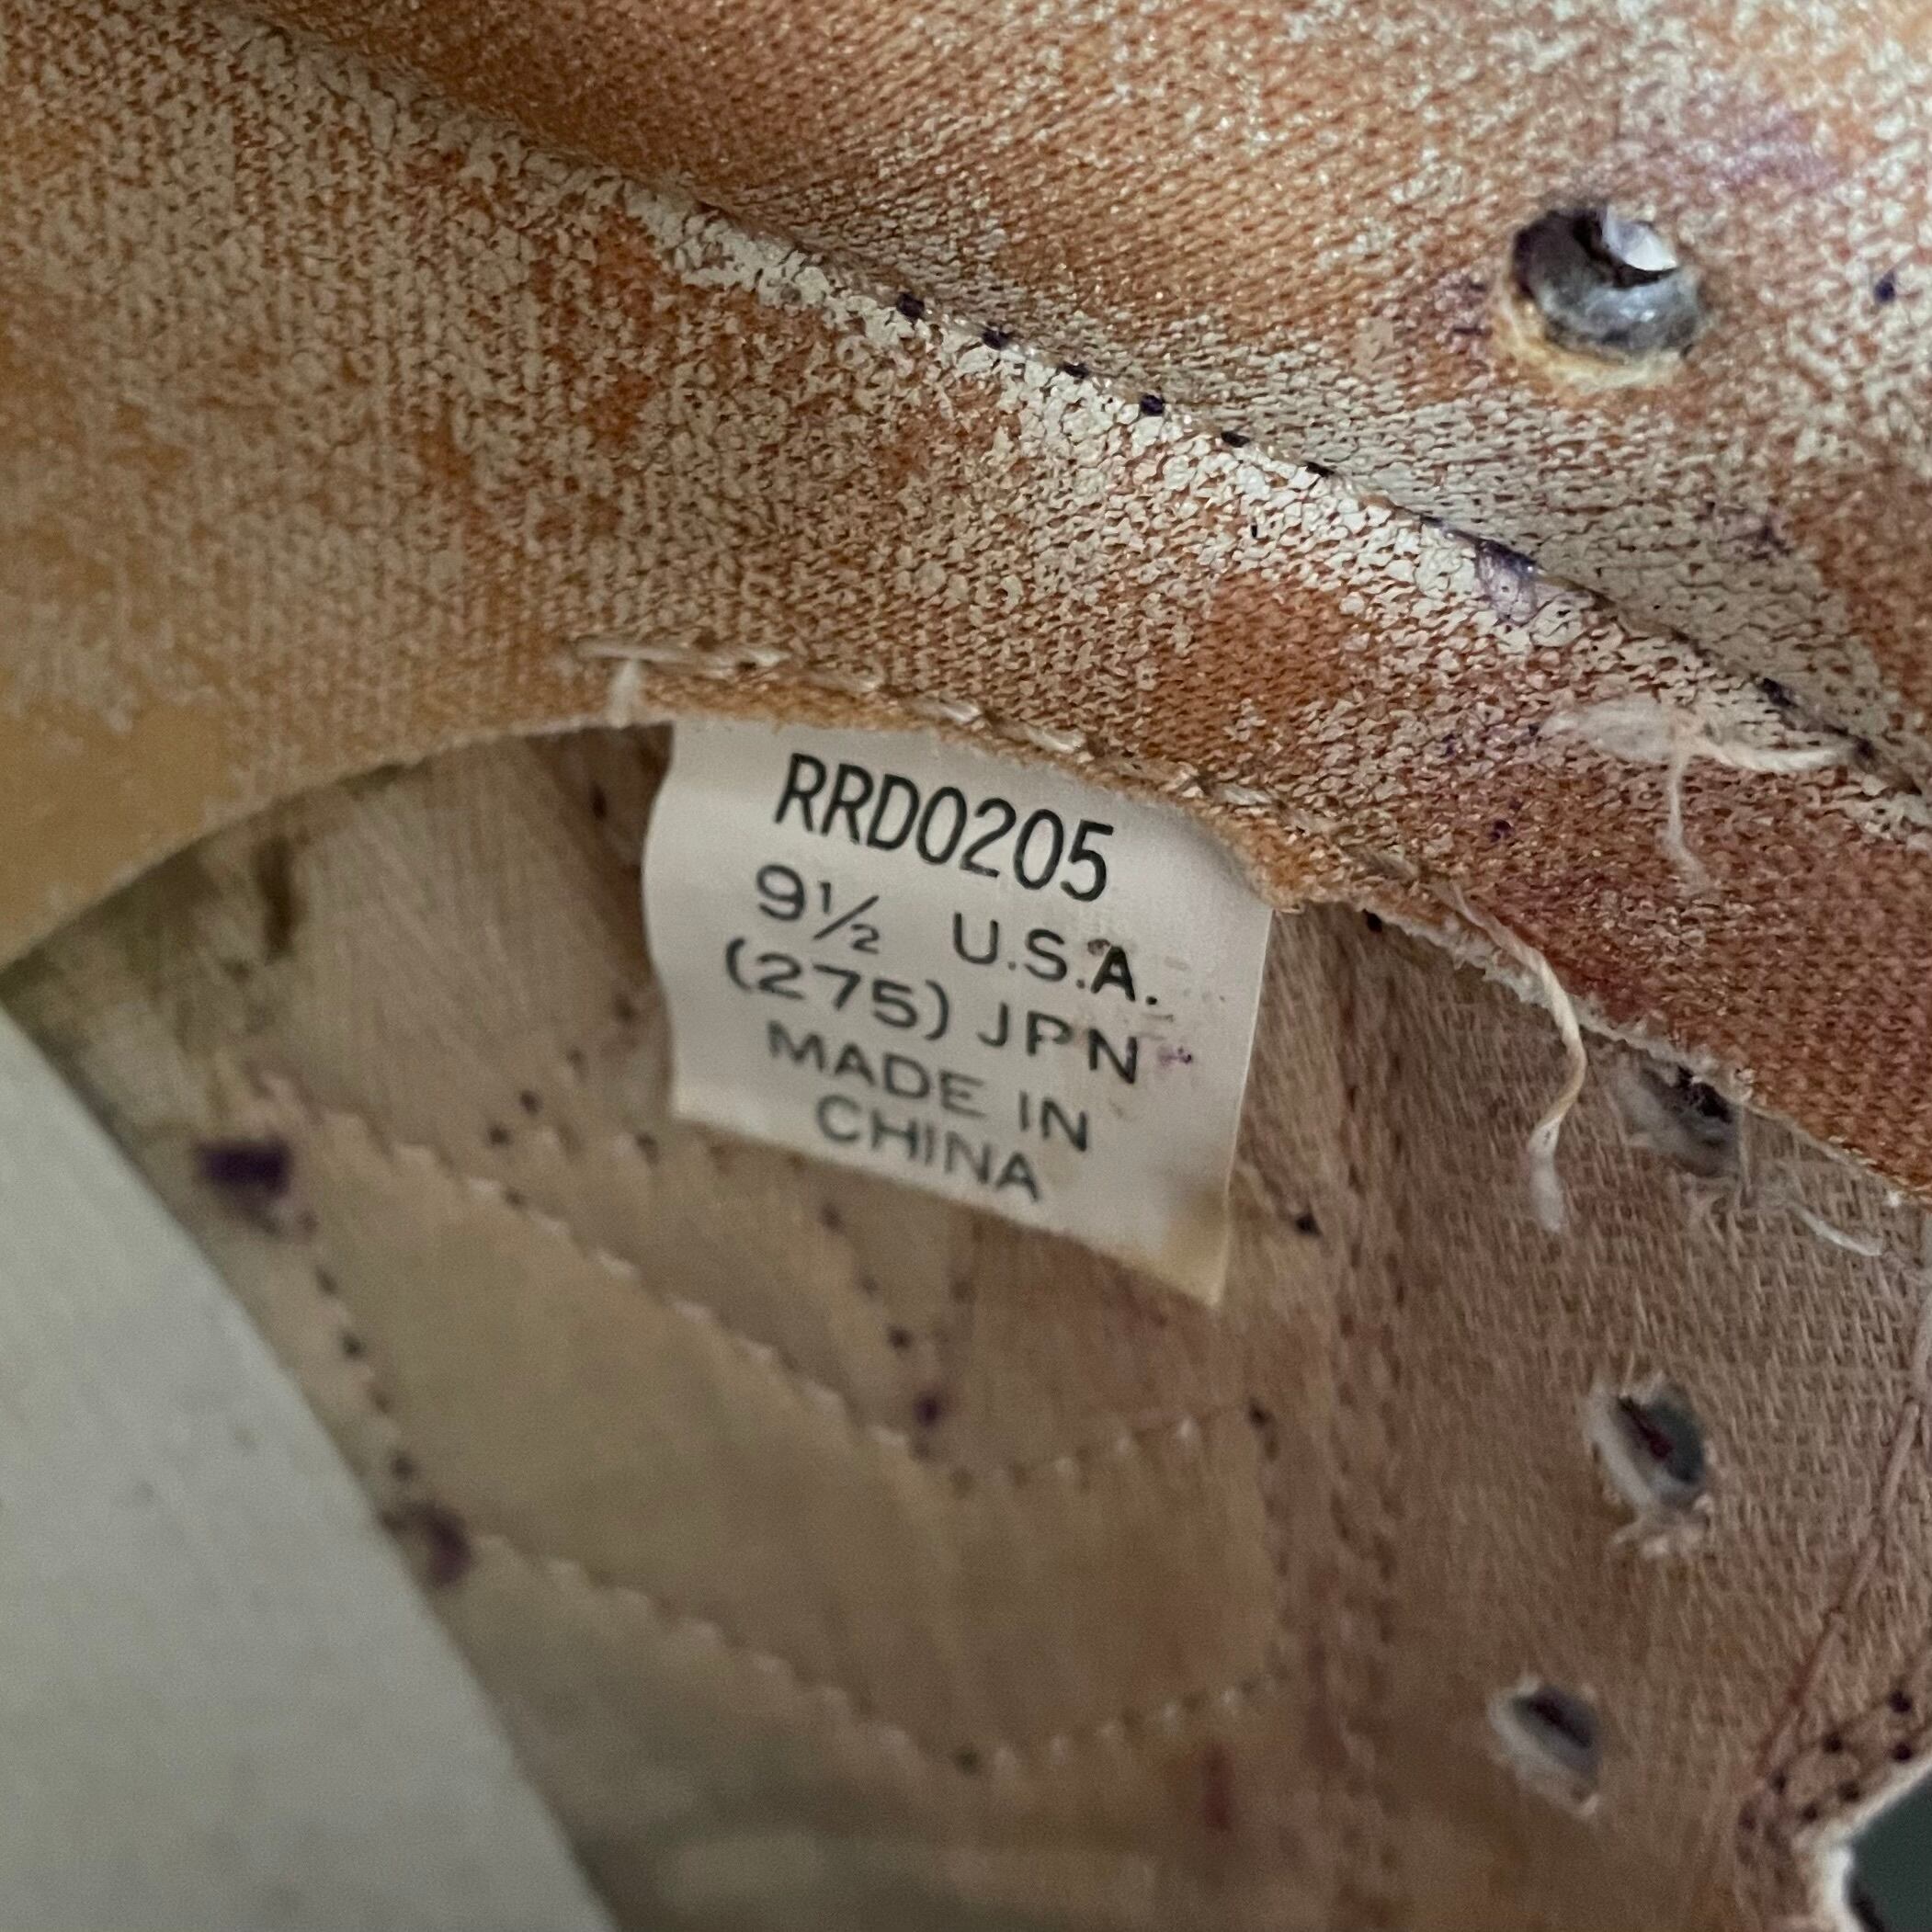 RRD0205
9½ U.S.A.
(275) JPN
MADE IN
CHINA